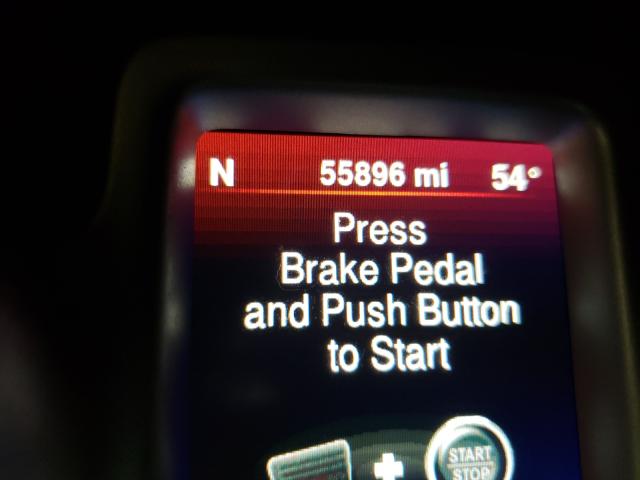 N 55896 mi 54°
Press
Brake Pedal
and Push Button
to Start
START
STOP